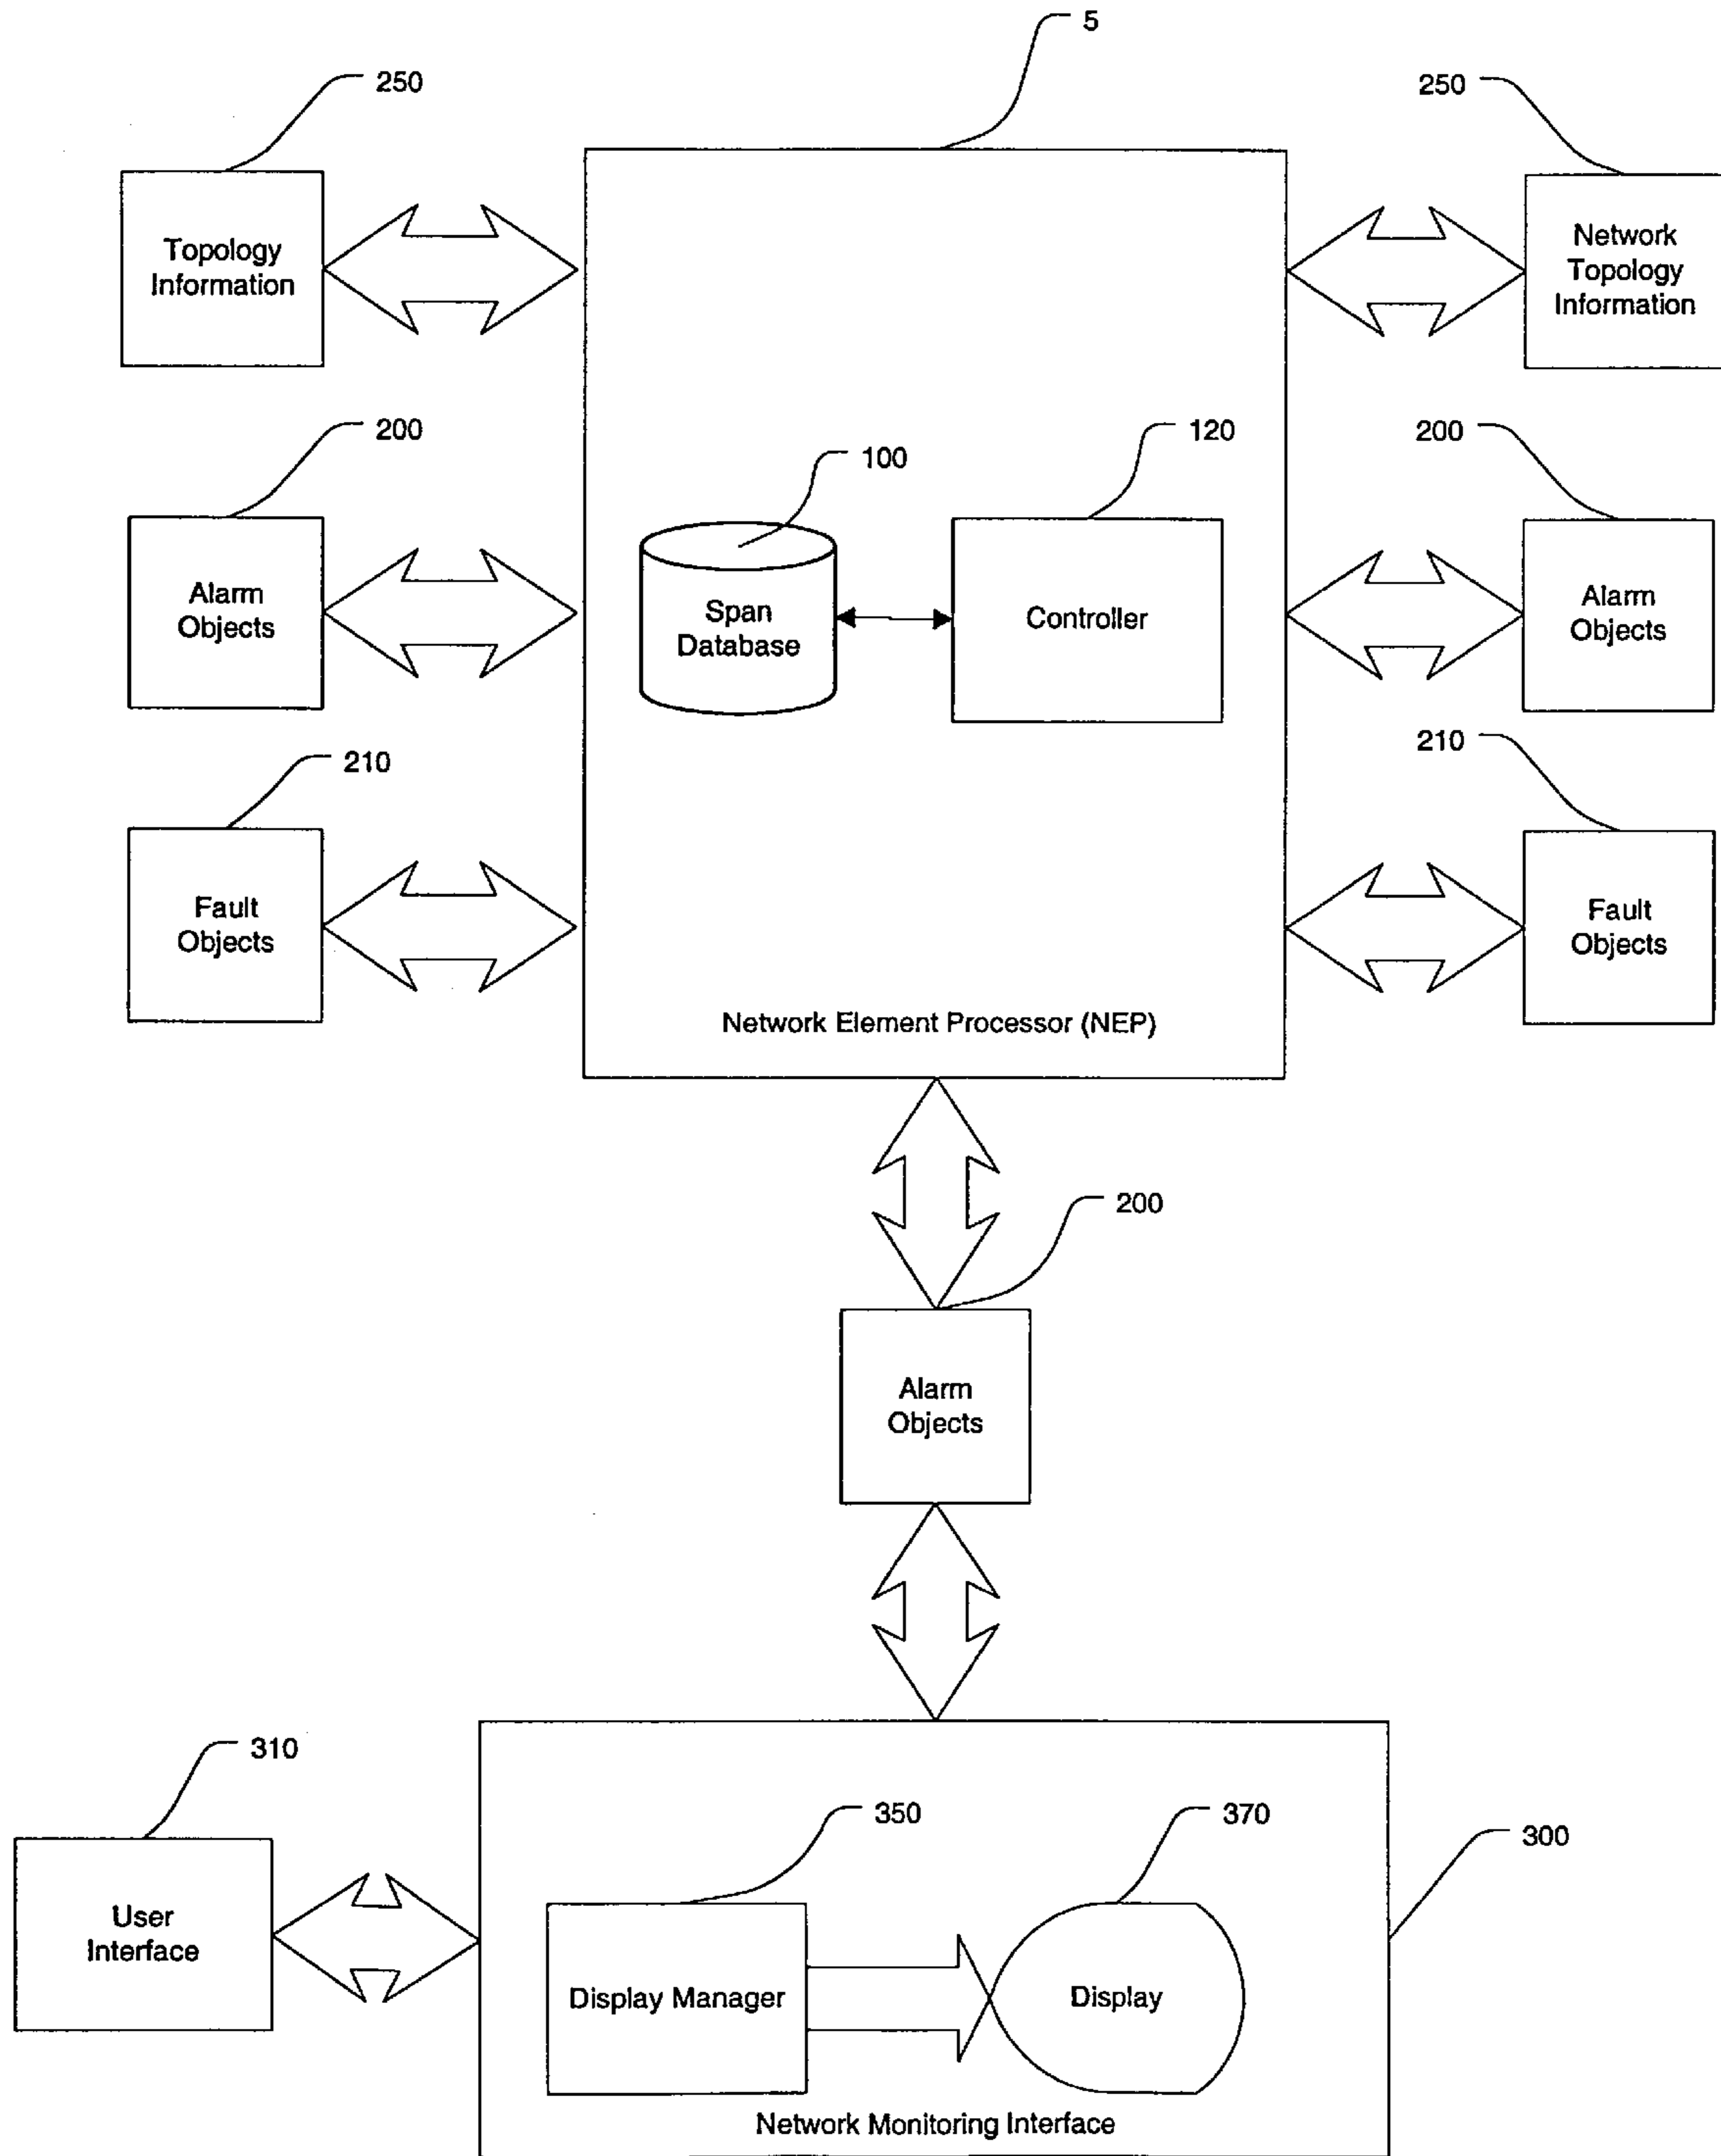 5
250
250
Topology
Information
Network
Topology
Information
200
120
200
100
Alarm
Objects
Span
Database
Controller
Alarm
Objects
210
210
Fault
Objects
Fault
Objects
Network Element Processor (NEP)
200
Alarm
Objects
310
350
370
300
User
Interface
Display Manager
Display
Network Monitoring Interface